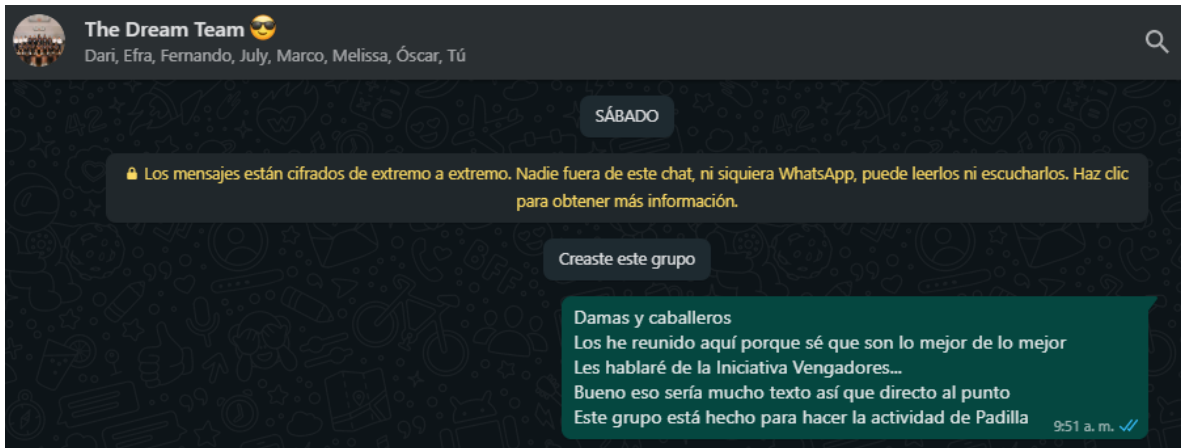 The Dream Team 😎
Dari, Efra, Fernando, July, Marco, Melissa, Óscar, Tú
SÁBADO
Los mensajes están cifrados de extremo a extremo. Nadie fuera de este chat, ni siquiera WhatsApp, puede leerlos ni escucharlos. Haz clic
para obtener más información.
Creaste este grupo
Damas y caballeros
Los he reunido aquí porque sé que son lo mejor de lo mejor
Les hablaré de la Iniciativa Vengadores...
Bueno eso sería mucho texto así que directo al punto
Este grupo está hecho para hacer la actividad de Padilla
9:51 a. m.